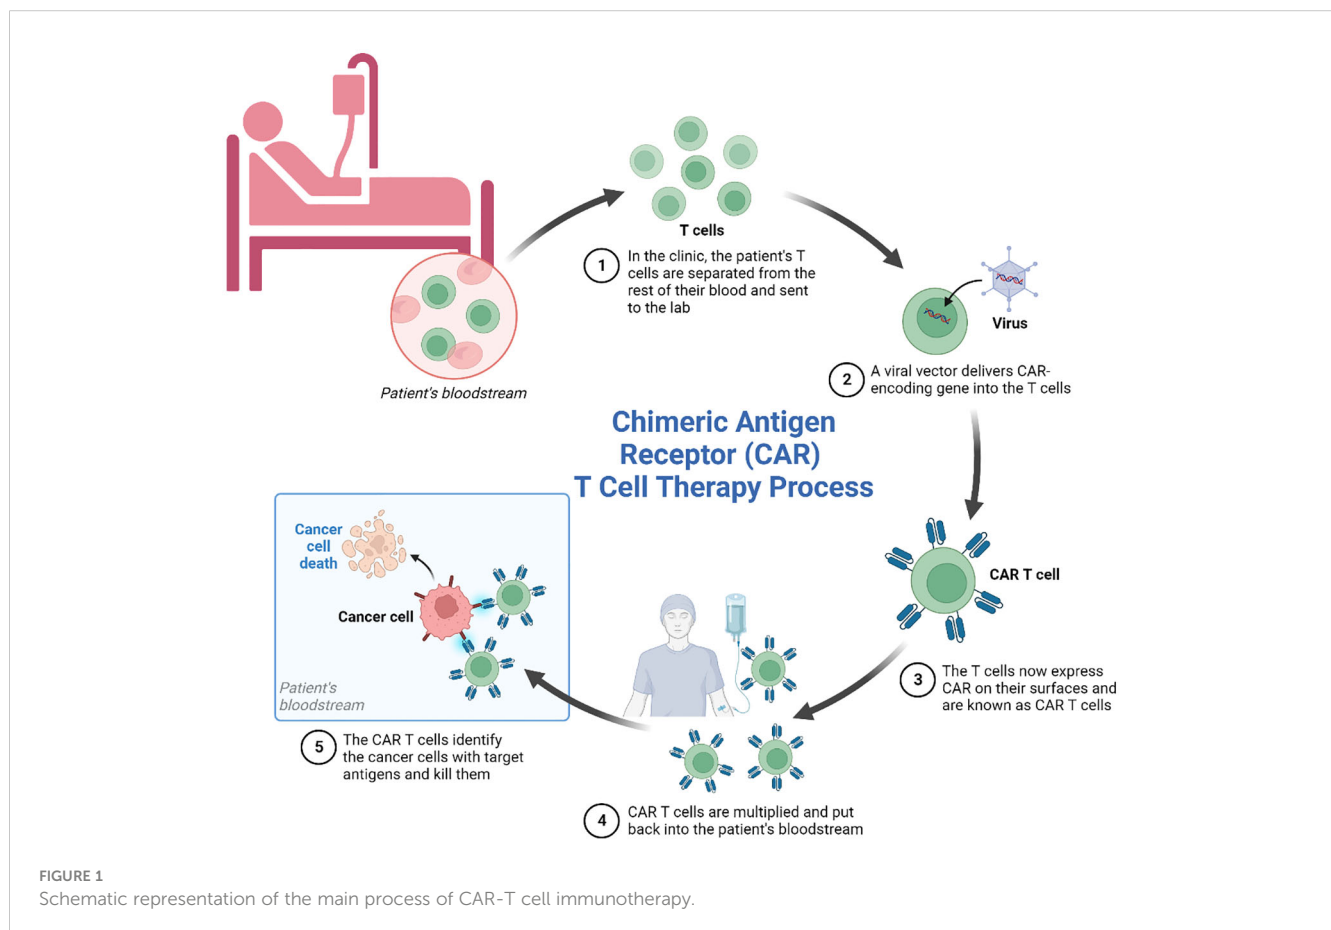 T cells
1
In the clinic, the patient's T
cells are separated from the
rest of their blood and sent
to the lab
Patient's bloodstream
Virus
2
A viral vector delivers CAR-
encoding gene into the T cells
Chimeric Antigen
Receptor (CAR)
T Cell Therapy Process
CAR T cell
3
The T cells now express
CAR on their surfaces and
are known as CAR T cells
4
CAR T cells are multiplied and put
back into the patient's bloodstream
Cancer
cell
death
Cancer cell
Patient's
bloodstream
5
The CAR T cells identify
the cancer cells with target
antigens and kill them
FIGURE 1
Schematic representation of the main process of CAR-T cell immunotherapy.